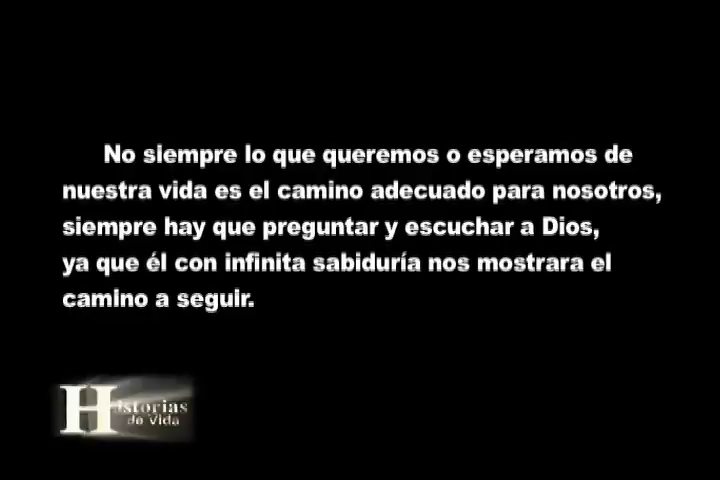 No siempre lo que queremos o esperamos de
nuestra vida es el camino adecuado para nosotros,
siempre hay que preguntar y escuchar a Dios,
ya que él con infinita sabiduría nos mostrara el
camino a seguir.
Historias
de Vida